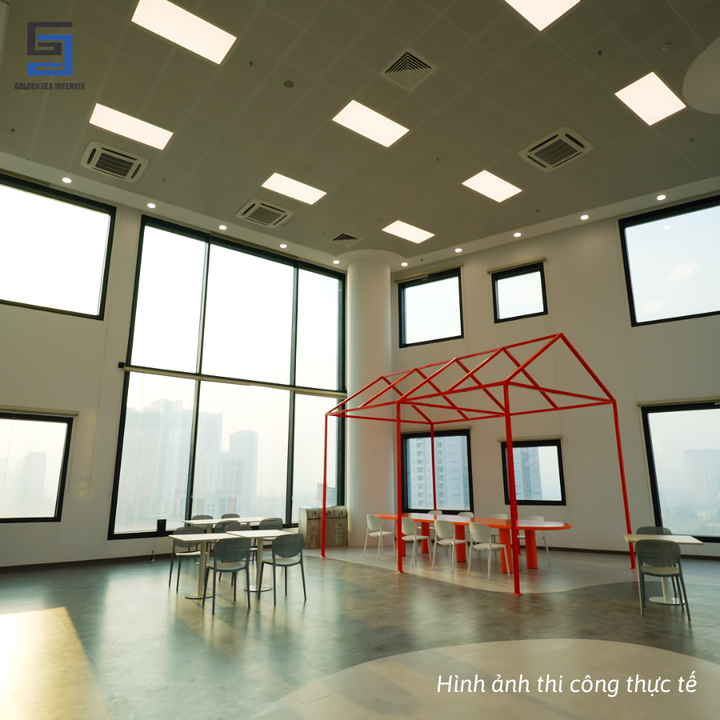 GOLDENSEA INTERIOR
Hình ảnh thi công thực tế